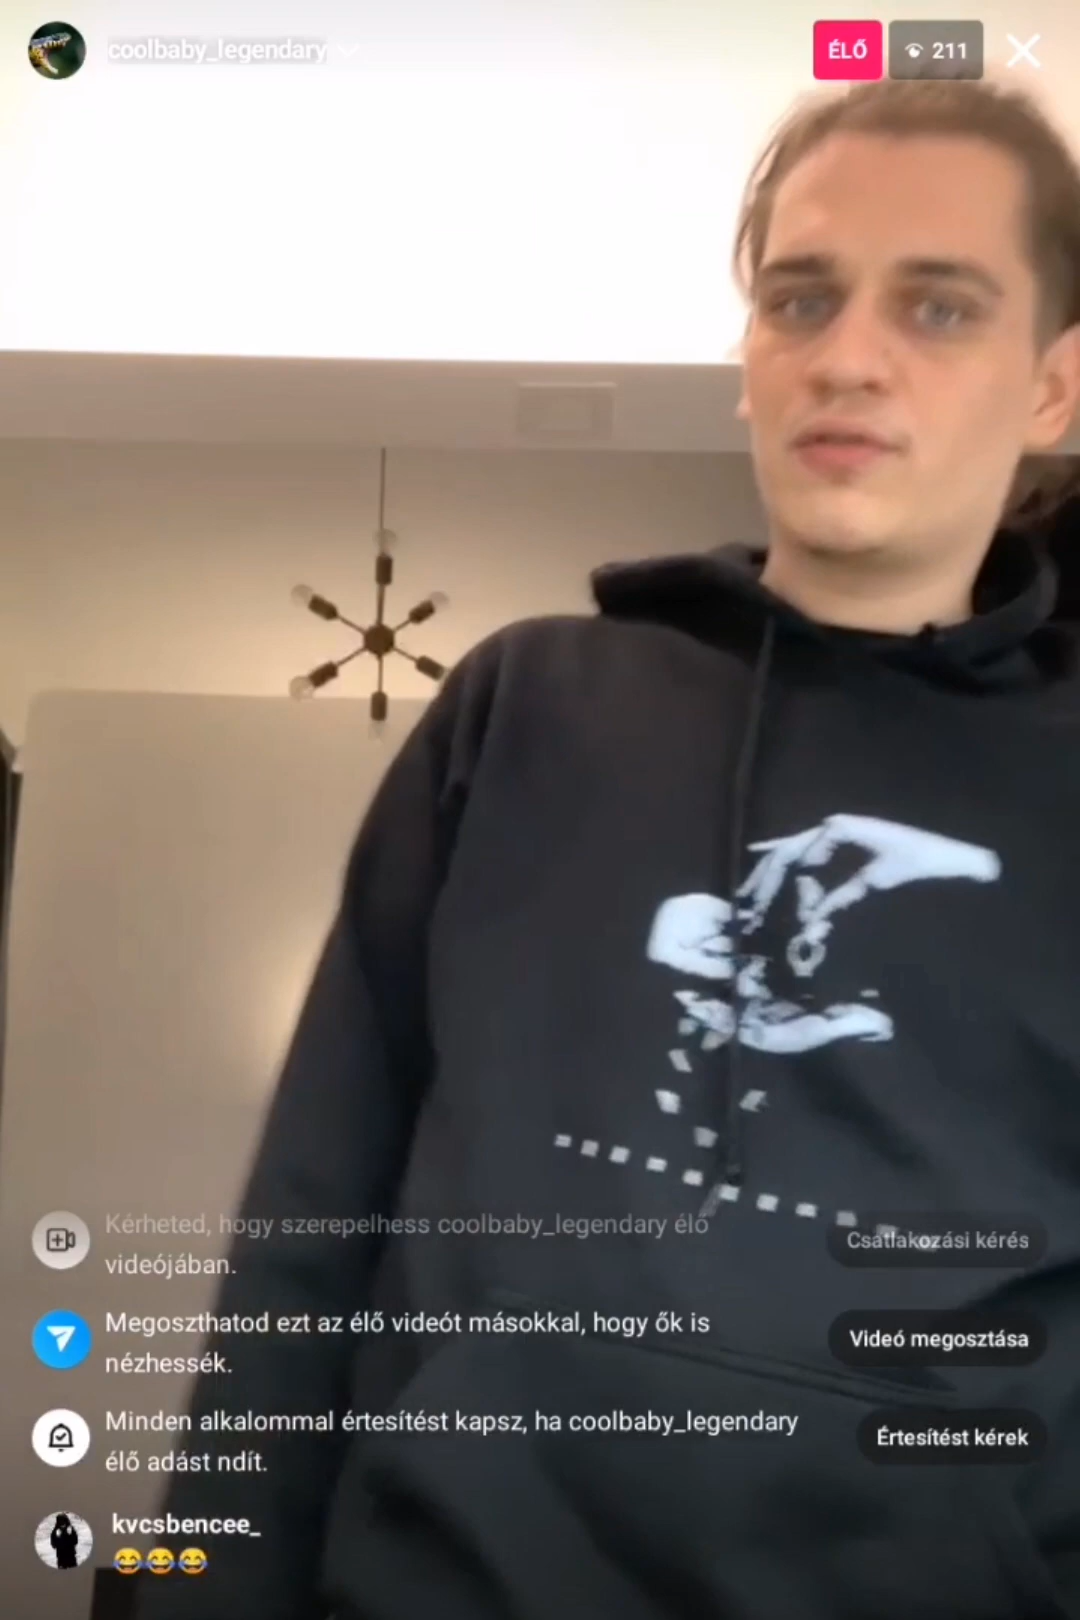 coolbaby_legendary
ÉLŐ
211
Kérheted, hogy szerepelhess coolbaby_legendary élő
videójában.
Csatlakozási kérés
Megoszthatod ezt az élő videót másokkal, hogy ők is
nézhessék.
Videó megosztása
Minden alkalommal értesítést kapsz, ha coolbaby_legendary
élő adást ndít.
Értesítést kérek
kvcsbencee_
😂😂😂